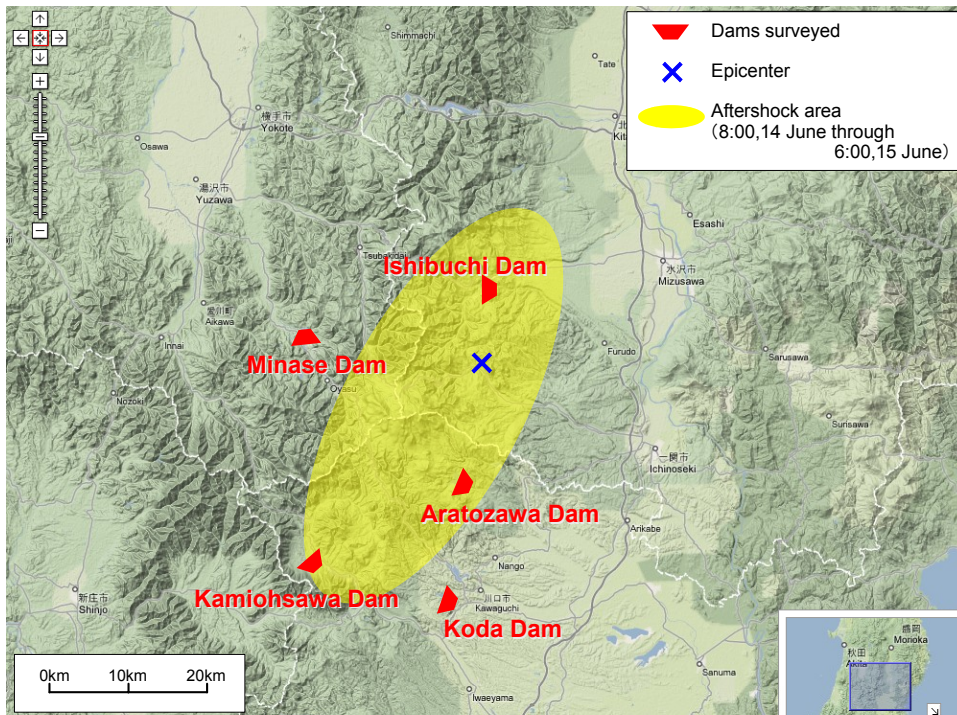 Dams surveyed
Epicenter
Aftershock area
(8:00,14 June through
6:00,15 June)
Shimmachi
Tate
横手市
Yokote
北
Kita
Osawa
湯沢市
Yuzawa
Esashi
Tsubakidai
Ishibuchi Dam
水沢市
Mizusawa
Aikawa
Innai
Minase Dam
Furudo
Sarusawa
Oyasu
Nozoki
Surisawa
一関市
Ichinoseki
Aratozawa Dam
Arikabe
Nango
新庄市
Shinjo
Kamiohsawa Dam
川口市
Kawaguchi
Koda Dam
盛岡
Morioka
秋田
Akita
Sanuma
0km 10km 20km
Iwaeyama